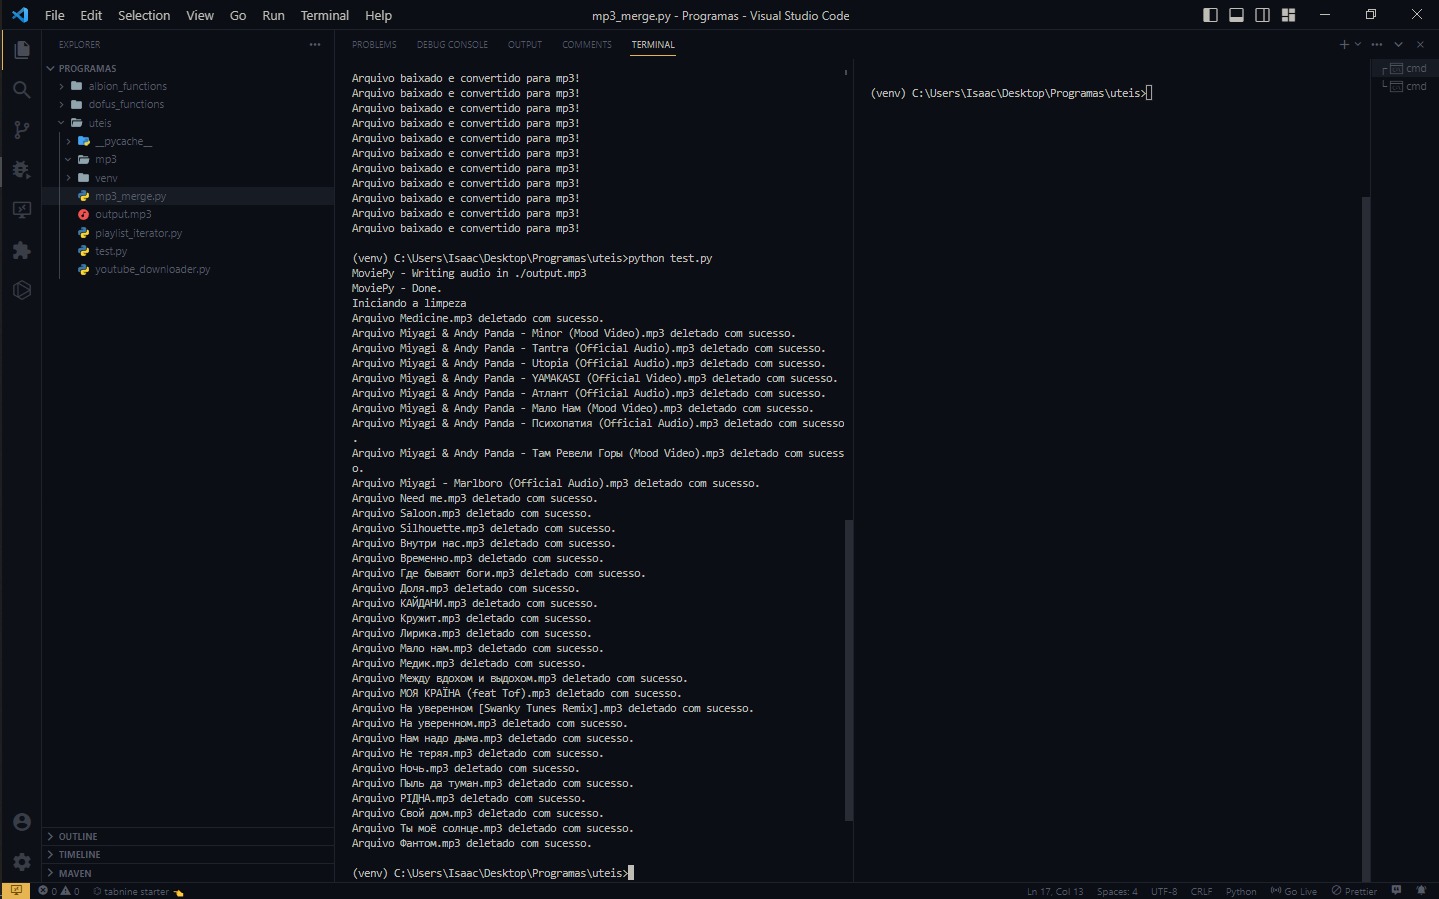 File Edit Selection View Go Run Terminal Help
mp3_merge.py - Programas - Visual Studio Code
EXPLORER
PROGRAMAS
albion_functions
dofus_functions
uteis
__pycache__
mp3
venv
mp3_merge.py
output.mp3
playlist_iterator.py
test.py
youtube_downloader.py
OUTLINE
TIMELINE
MAVEN
PROBLEMS DEBUG CONSOLE OUTPUT COMMENTS TERMINAL
Arquivo baixado e convertido para mp3!
Arquivo baixado e convertido para mp3!
Arquivo baixado e convertido para mp3!
Arquivo baixado e convertido para mp3!
Arquivo baixado e convertido para mp3!
Arquivo baixado e convertido para mp3!
Arquivo baixado e convertido para mp3!
Arquivo baixado e convertido para mp3!
Arquivo baixado e convertido para mp3!
Arquivo baixado e convertido para mp3!
Arquivo baixado e convertido para mp3!
(venv) C:\Users\Isaac\Desktop\Programas\uteis>python test.py
MoviePy - Writing audio in ./output.mp3
MoviePy - Done.
Iniciando a limpeza
Arquivo Medicine.mp3 deletado com sucesso.
Arquivo Miyagi & Andy Panda - Minor (Mood Video).mp3 deletado com sucesso.
Arquivo Miyagi & Andy Panda - Tantra (Official Audio).mp3 deletado com sucesso.
Arquivo Miyagi & Andy Panda - Utopia (Official Audio).mp3 deletado com sucesso.
Arquivo Miyagi & Andy Panda - YAMAKASI (Official Video).mp3 deletado com sucesso.
Arquivo Miyagi & Andy Panda - Атлант (Official Audio).mp3 deletado com sucesso.
Arquivo Miyagi & Andy Panda - Мало Нам (Mood Video).mp3 deletado com sucesso.
Arquivo Miyagi & Andy Panda - Психопатия (Official Audio).mp3 deletado com sucesso
.
Arquivo Miyagi & Andy Panda - Там Ревели Горы (Mood Video).mp3 deletado com sucess
o.
Arquivo Miyagi - Marlboro (Official Audio).mp3 deletado com sucesso.
Arquivo Need me.mp3 deletado com sucesso.
Arquivo Saloon.mp3 deletado com sucesso.
Arquivo Silhouette.mp3 deletado com sucesso.
Arquivo Внутри нас.mp3 deletado com sucesso.
Arquivo Временно.mp3 deletado com sucesso.
Arquivo Где бывают боги.mp3 deletado com sucesso.
Arquivo Доля.mp3 deletado com sucesso.
Arquivo КАЙДАНИ.mp3 deletado com sucesso.
Arquivo Кружит.mp3 deletado com sucesso.
Arquivo Лирика.mp3 deletado com sucesso.
Arquivo Мало нам.mp3 deletado com sucesso.
Arquivo Медик.mp3 deletado com sucesso.
Arquivo Между вдохом и выдохом.mp3 deletado com sucesso.
Arquivo МОЯ КРАЇНА (feat Tof).mp3 deletado com sucesso.
Arquivo На уверенном [Swanky Tunes Remix].mp3 deletado com sucesso.
Arquivo На уверенном.mp3 deletado com sucesso.
Arquivo Нам надо дыма.mp3 deletado com sucesso.
Arquivo Не теряя.mp3 deletado com sucesso.
Arquivo Ночь.mp3 deletado com sucesso.
Arquivo Пыль да туман.mp3 deletado com sucesso.
Arquivo РІДНА.mp3 deletado com sucesso.
Arquivo Свой дом.mp3 deletado com sucesso.
Arquivo Ты моё солнце.mp3 deletado com sucesso.
Arquivo Фантом.mp3 deletado com sucesso.
(venv) C:\Users\Isaac\Desktop\Programas\uteis>
(venv) C:\Users\Isaac\Desktop\Programas\uteis>
cmd
cmd
0 0 tabnine starter
Ln 17, Col 13 Spaces: 4 UTF-8 CRLF Python Go Live Prettier